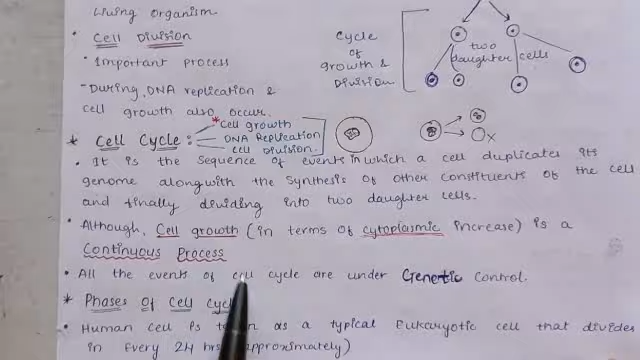 Living Organism
• Cell Division
• Important process
- During, DNA replication &
cell growth also occur.
Cycle
of
growth &
Division
two
daughter cells
* Cell Cycle:
* Cell growth
DNA Replication
Cell Division.
x
• It is the Sequence of events in which a cell duplicates its
genome along with the synthesis of other constituents of the cell
and finally dividing into two daughter cells.
• Although, Cell growth (in terms of cytoplasmic increase) is a
Continuous Process
• All the events of cell cycle are under Genetic Control.
* Phases of Cell
• Human cell is as a typical Eukaryotic cell that divides
in Every 24 hrs approximately)